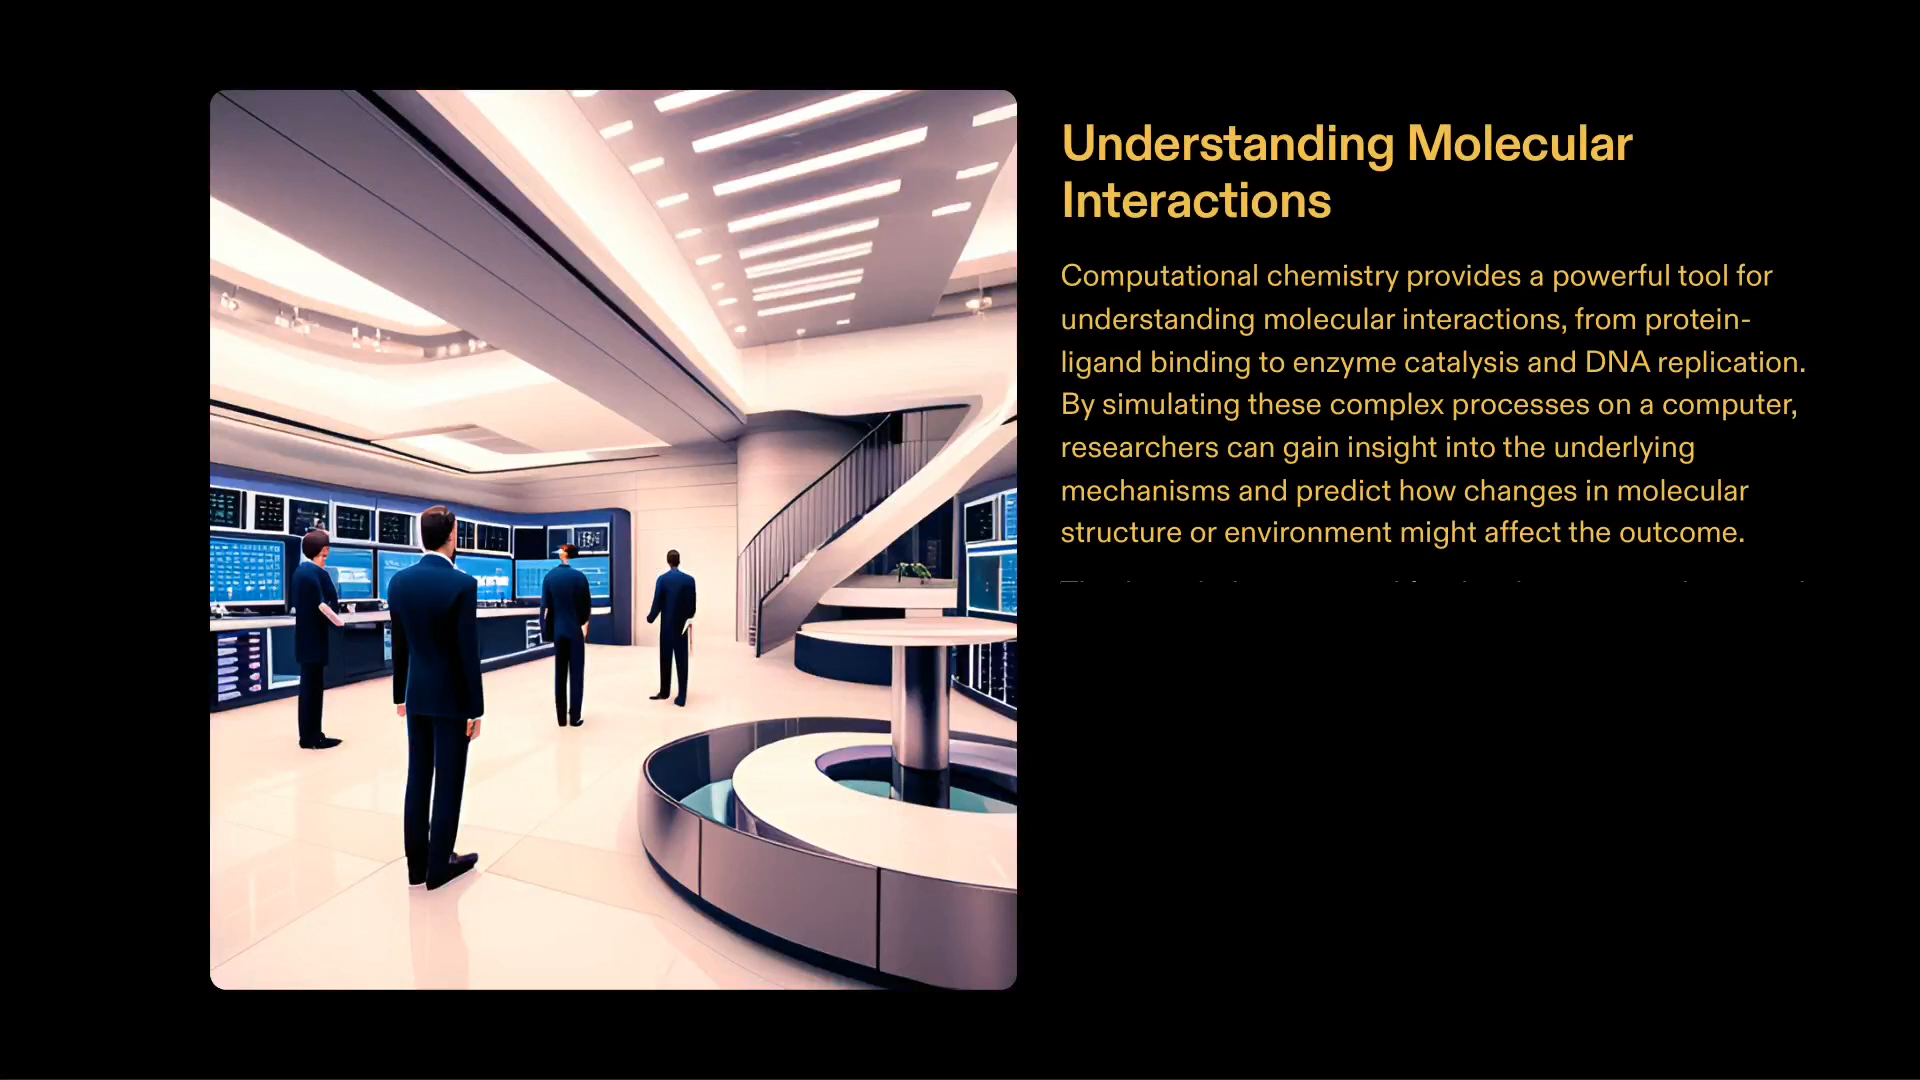 Understanding Molecular
Interactions
Computational chemistry provides a powerful tool for
understanding molecular interactions, from protein-
ligand binding to enzyme catalysis and DNA replication.
By simulating these complex processes on a computer,
researchers can gain insight into the underlying
mechanisms and predict how changes in molecular
structure or environment might affect the outcome.